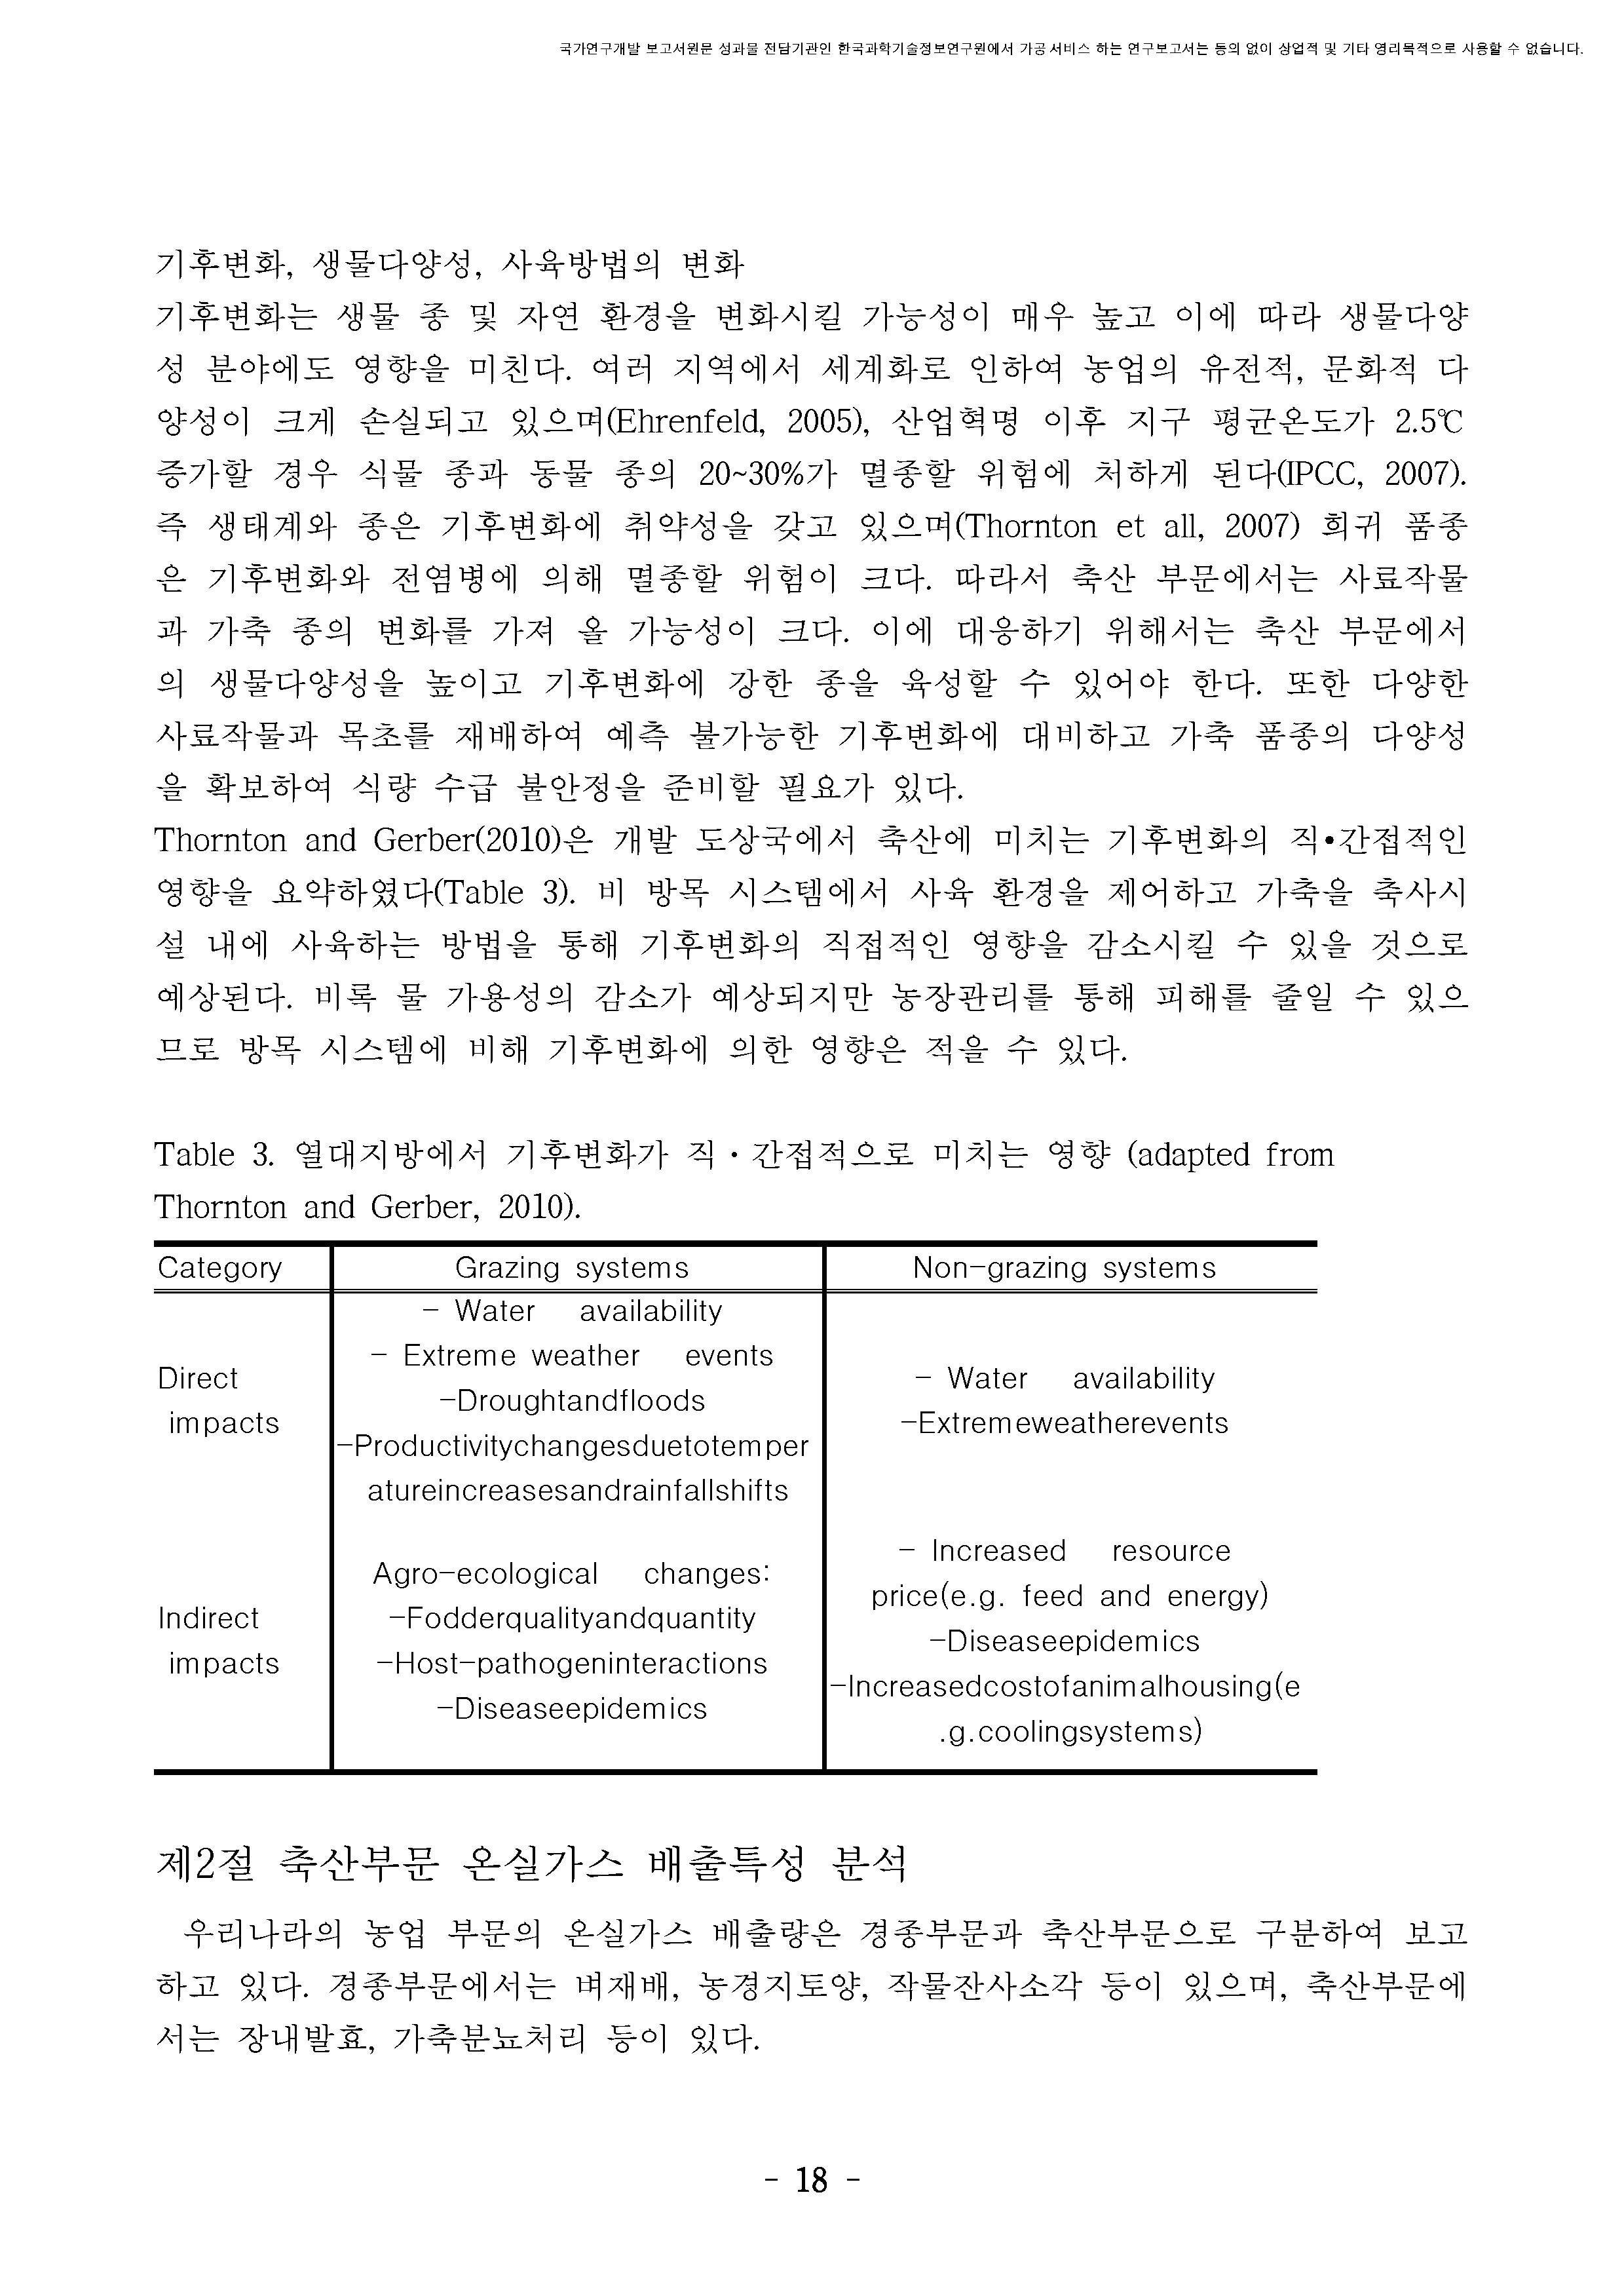 국가연구개발 보고서원문 성과물 전담기관인 한국과학기술정보연구원에서 가공·서비스 하는 연구보고서는 동의 없이 상업적 및 기타 영리목적으로 사용할 수 없습니다.
기후변화, 생물다양성, 사육방법의 변화
기후변화는 생물 종 및 자연 환경을 변화시킬 가능성이 매우 높고 이에 따라 생물다양
성 분야에도 영향을 미친다. 여러 지역에서 세계화로 인하여 농업의 유전적, 문화적 다
양성이 크게 손실되고 있으며(Ehrenfeld, 2005), 산업혁명 이후 지구 평균온도가 2.5℃
증가할 경우 식물 종과 동물 종의 20~30%가 멸종할 위험에 처하게 된다(IPCC, 2007).
즉 생태계와 종은 기후변화에 취약성을 갖고 있으며(Thornton et all, 2007) 희귀 품종
은 기후변화와 전염병에 의해 멸종할 위험이 크다. 따라서 축산 부문에서는 사료작물
과 가축 종의 변화를 가져 올 가능성이 크다. 이에 대응하기 위해서는 축산 부문에서
의 생물다양성을 높이고 기후변화에 강한 종을 육성할 수 있어야 한다. 또한 다양한
사료작물과 목초를 재배하여 예측 불가능한 기후변화에 대비하고 가축 품종의 다양성
을 확보하여 식량 수급 불안정을 준비할 필요가 있다.
Thornton and Gerber(2010)은 개발 도상국에서 축산에 미치는 기후변화의 직•간접적인
영향을 요약하였다(Table 3). 비 방목 시스템에서 사육 환경을 제어하고 가축을 축사시
설 내에 사육하는 방법을 통해 기후변화의 직접적인 영향을 감소시킬 수 있을 것으로
예상된다. 비록 물 가용성의 감소가 예상되지만 농장관리를 통해 피해를 줄일 수 있으
므로 방목 시스템에 비해 기후변화에 의한 영향은 적을 수 있다.
Table 3. 열대지방에서 기후변화가 직·간접적으로 미치는 영향 (adapted from
Thornton and Gerber, 2010).
Category Grazing systems Non-grazing systems
Direct
impacts
- Water availability
- Extreme weather events
-Droughtandfloods
-Productivitychangesduetotemper
atureincreasesandrainfallshifts
- Water availability
-Extremeweatherevents
Indirect
impacts
Agro-ecological changes:
-Fodderqualityandquantity
-Host-pathogeninteractions
-Diseaseepidemics
- Increased resource
price(e.g. feed and energy)
-Diseaseepidemics
-Increasedcostofanimalhousing(e
.g.coolingsystems)
제2절 축산부문 온실가스 배출특성 분석
우리나라의 농업 부문의 온실가스 배출량은 경종부문과 축산부문으로 구분하여 보고
하고 있다. 경종부문에서는 벼재배, 농경지토양, 작물잔사소각 등이 있으며, 축산부문에
서는 장내발효, 가축분뇨처리 등이 있다.
- 18 -